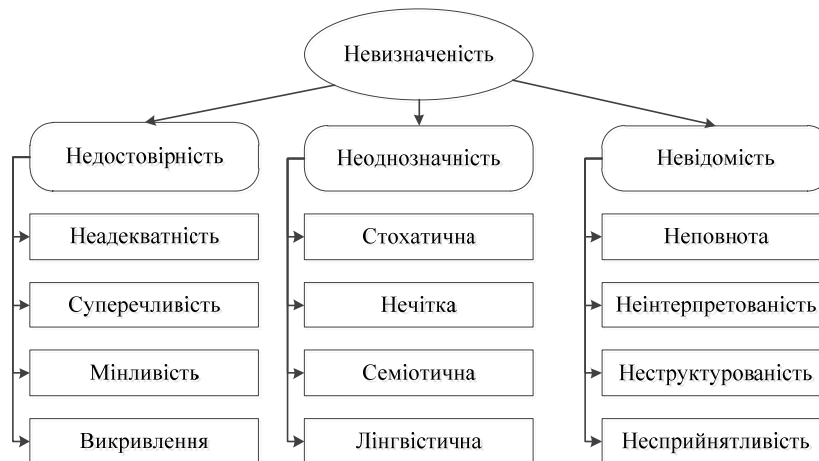 Невизначеність
Недостовірність
Неоднозначність
Невідомість
Неадекватність
Стохатична
Неповнота
Суперечливість
Нечітка
Неінтерпретованість
Мінливість
Семіотична
Неструктурованість
Викривлення
Лінгвістична
Несприйнятливість